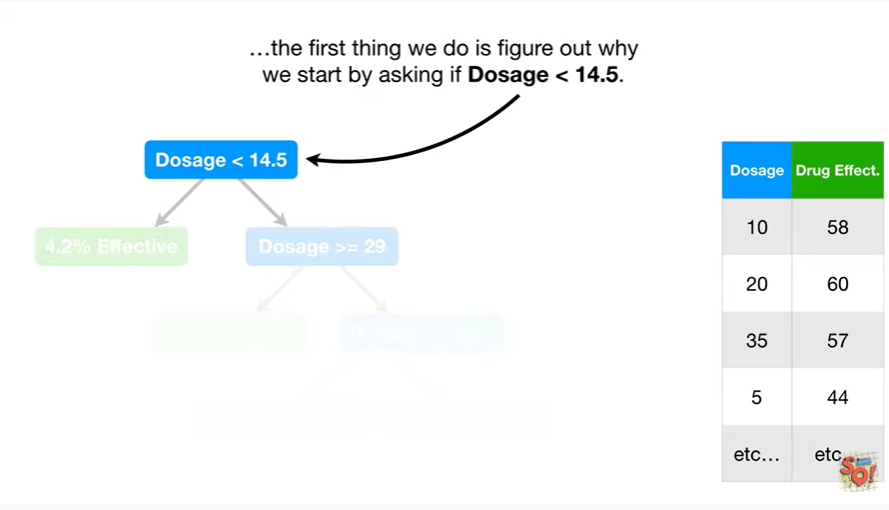 …the first thing we do is figure out why
we start by asking if Dosage < 14.5.
Dosage < 14.5
4.2% Effective
Dosage >= 29
Dosage Drug Effect.
10 58
20 60
35 57
5 44
etc… etc…
SQ!